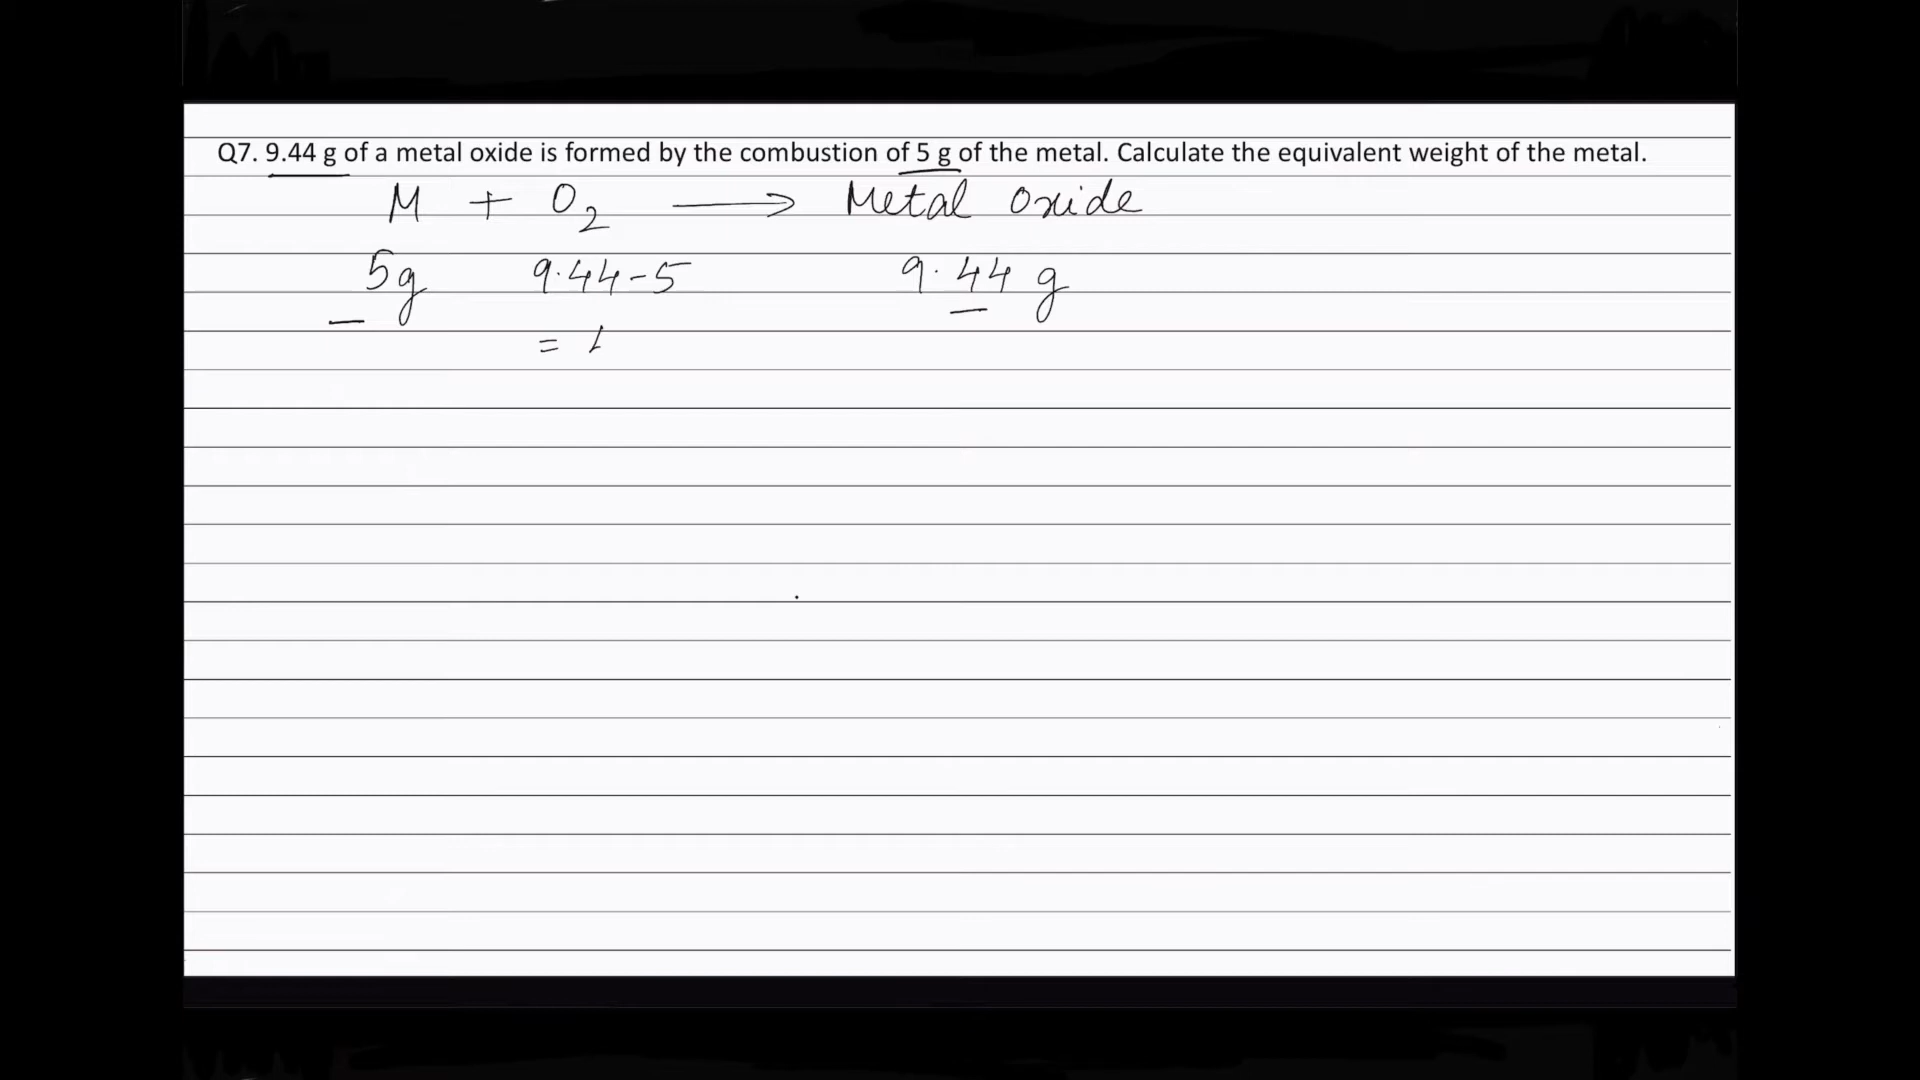 Q7. 9.44 g of a metal oxide is formed by the combustion of 5 g of the metal. Calculate the equivalent weight of the metal.
M + O₂ ⟶ Metal Oxide
5g 9.44-5 9.44 g
=